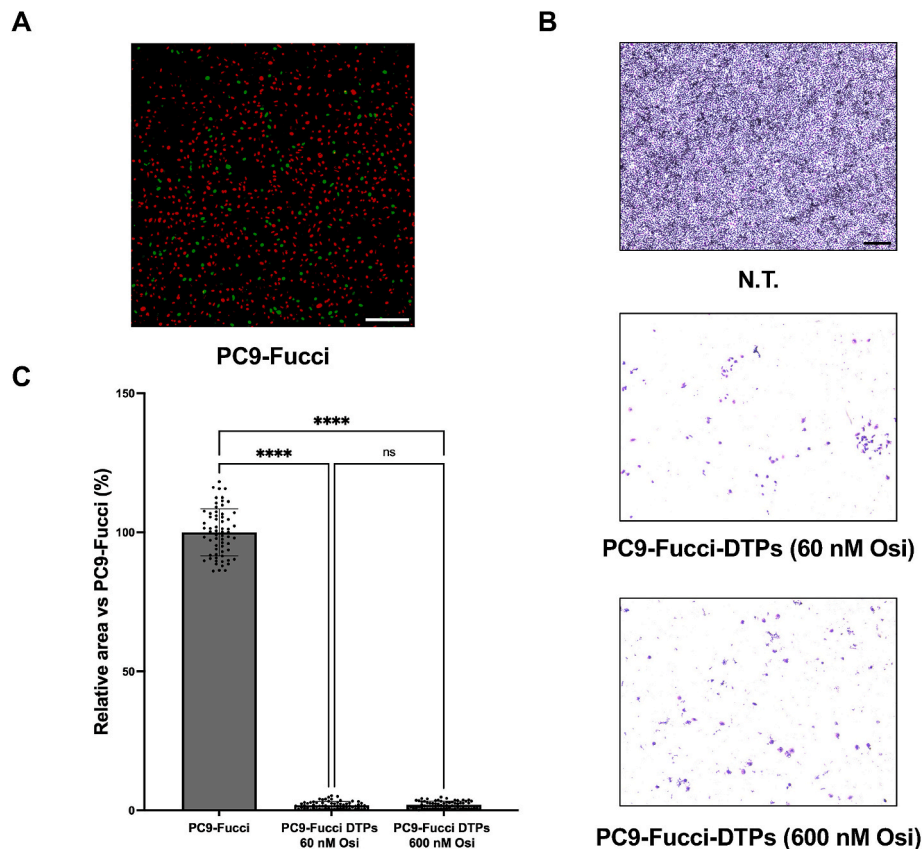 A
PC9-Fucci
B
N.T.
PC9-Fucci-DTPs (60 nM Osi)
PC9-Fucci-DTPs (600 nM Osi)
C
Relative area vs PC9-Fucci (%)
150
100
50
0
****
****
ns
PC9-Fucci
PC9-Fucci DTPs
60 nM Osi
PC9-Fucci DTPs
600 nM Osi